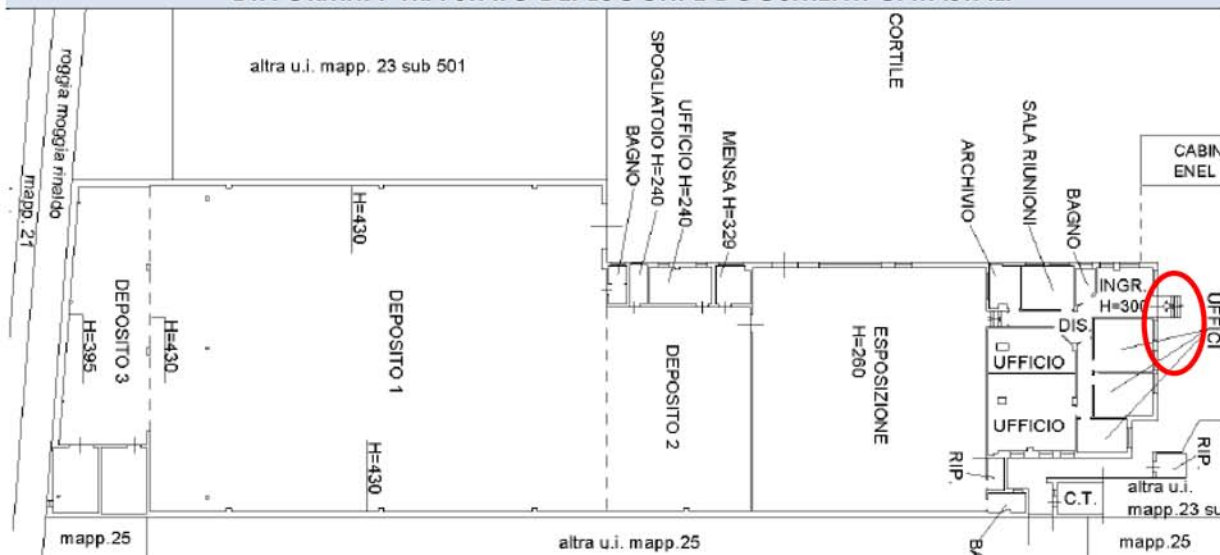 altra u.i. mapp. 23 sub 501
roggia moggia rinaldo
mapp. 21
CORTILE
SPOGLIATOIO H=240
UFFICIO H=240
BAGNO
MENSA H=329
SALA RIUNIONI
ARCHIVIO
BAGNO
CABIN
ENEL
INGR.
H=300
UFFICI
DIS.
UFFICIO
UFFICIO
H=430
DEPOSITO 3
H=395
H=430
DEPOSITO 1
H=430
DEPOSITO 2
ESPOSIZIONE
H=260
RIP.
RIP.
C.T.
altra u.i.
mapp.23 su
mapp.25
altra u.i. mapp.25
BA
mapp.25